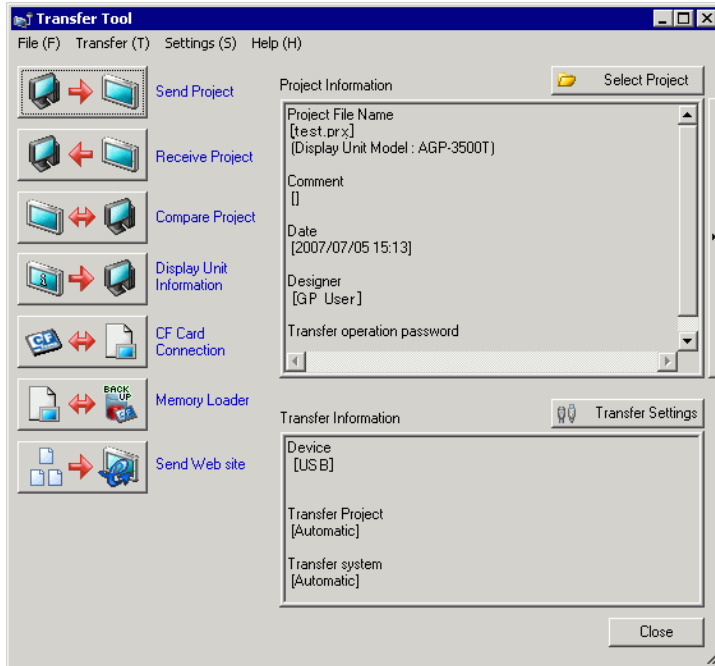 Transfer Tool
File (F) Transfer (T) Settings (S) Help (H)
Send Project
Receive Project
Compare Project
Display Unit
Information
CF Card
Connection
Memory Loader
Send Web site
CF
BACK
UP
Project Information
Select Project
Project File Name
[test.prx]
(Display Unit Model : AGP-3500T)
Comment
[]
Date
[2007/07/05 15:13]
Designer
[GP User]
Transfer operation password
Transfer Information
Transfer Settings
Device
[USB]
Transfer Project
[Automatic]
Transfer system
[Automatic]
Close